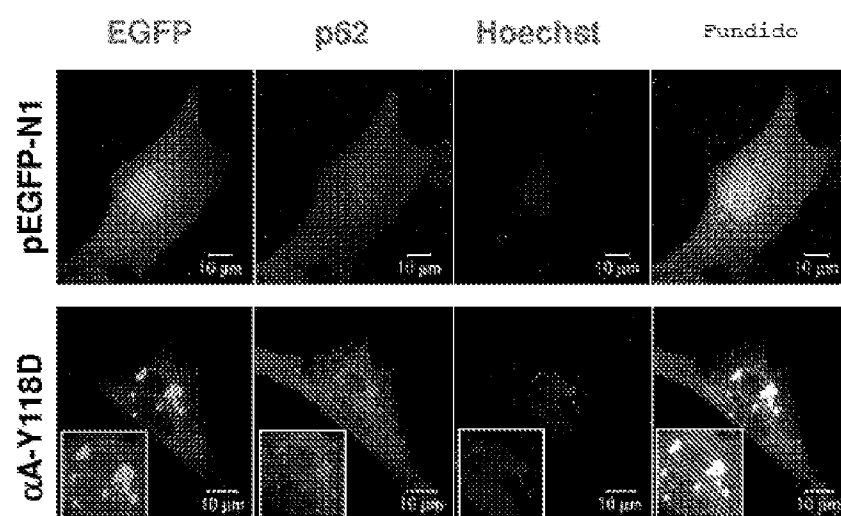 EGFP p62 Hoechst Fundido
pEGFP-N1
10 µm 10 µm 10 µm 10 µm
αA-Y118D
10 µm 10 µm 10 µm 10 µm